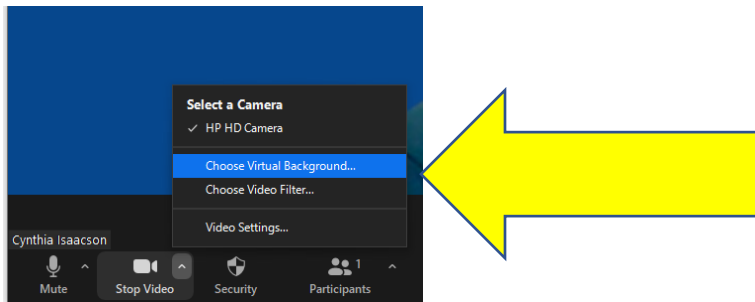 Select a Camera
✓ HP HD Camera
Choose Virtual Background...
Choose Video Filter...
Video Settings...
Cynthia Isaacson
Mute
Stop Video
Security
Participants
1